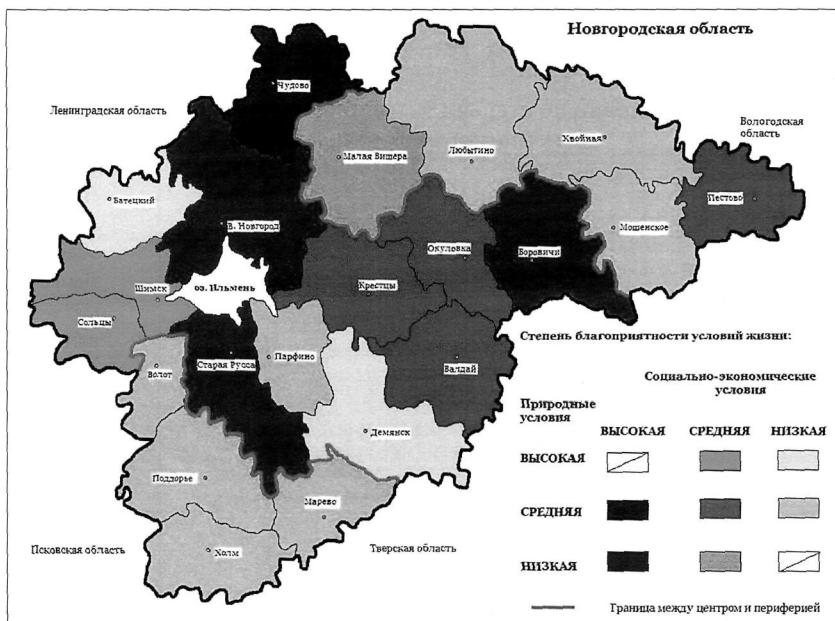 Новгородская область
Чудово
Ленинградская область
Вологодская
область
Хвойная
Любытино
Малая Вишера
Батецкий
Пестово
Мошенское
В. Новгород
Окуловка
Боровичи
оз. Ильмень
Шимск
Крестцы
Сольцы
Степень благоприятности условий жизни:
Старая Русса
Парфино
Валдай
Волот
Социально-экономические
условия
Природные
условия
ВЫСОКАЯ СРЕДНЯЯ НИЗКАЯ
Демянск
ВЫСОКАЯ
Поддорье
Марево
СРЕДНЯЯ
Псковская область
Холм
Тверская область
НИЗКАЯ
Граница между центром и периферией